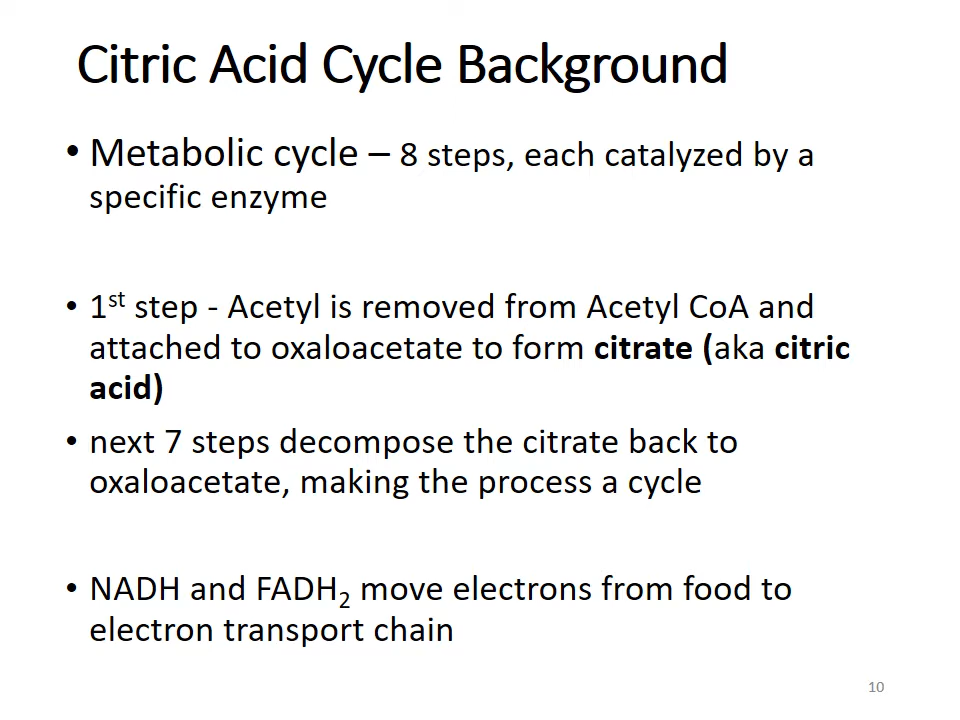 Citric Acid Cycle Background
• Metabolic cycle – 8 steps, each catalyzed by a
specific enzyme
• 1st step - Acetyl is removed from Acetyl CoA and
attached to oxaloacetate to form citrate (aka citric
acid)
• next 7 steps decompose the citrate back to
oxaloacetate, making the process a cycle
• NADH and FADH₂ move electrons from food to
electron transport chain
10